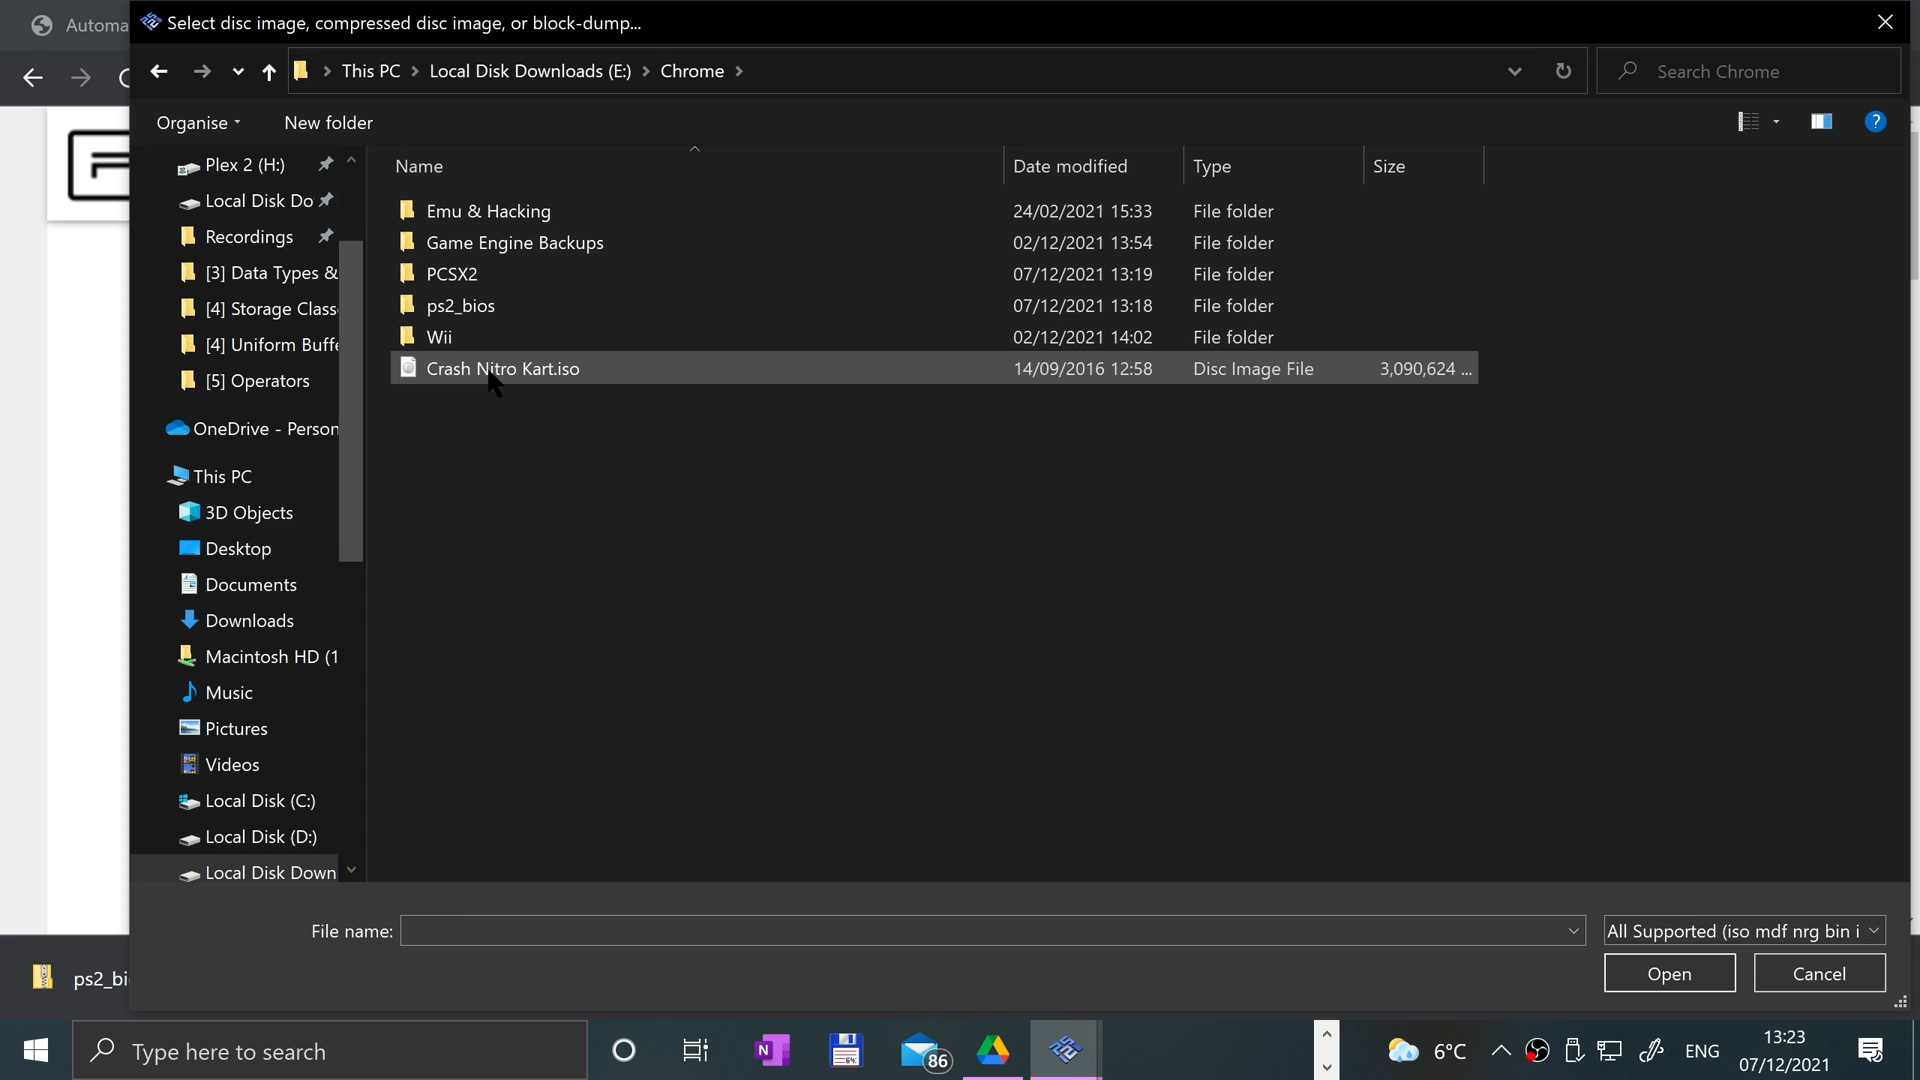 Automa
Select disc image, compressed disc image, or block-dump...
This PC > Local Disk Downloads (E:) > Chrome >
Search Chrome
Organise
New folder
Name Date modified Type Size
Emu & Hacking 24/02/2021 15:33 File folder
Game Engine Backups 02/12/2021 13:54 File folder
PCSX2 07/12/2021 13:19 File folder
ps2_bios 07/12/2021 13:18 File folder
Wii 02/12/2021 14:02 File folder
Crash Nitro Kart.iso 14/09/2016 12:58 Disc Image File 3,090,624 ...
Plex 2 (H:)
Local Disk Do
Recordings
[3] Data Types &
[4] Storage Class
[4] Uniform Buff
[5] Operators
OneDrive - Person
This PC
3D Objects
Desktop
Documents
Downloads
Macintosh HD (1
Music
Pictures
Videos
Local Disk (C:)
Local Disk (D:)
Local Disk Down
File name:
All Supported (iso mdf nrg bin i
Open
Cancel
ps2_bi
Type here to search
N
64
86
6°C
ENG
13:23
07/12/2021